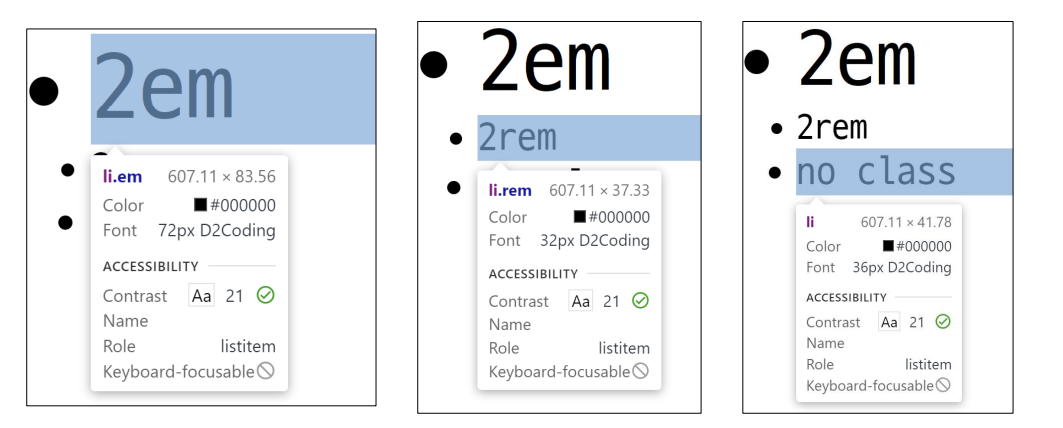 2em
li.em 607.11 × 83.56
Color #000000
Font 72px D2Coding
ACCESSIBILITY
Contrast Aa 21
Name
Role listitem
Keyboard-focusable
2em
2rem
li.rem 607.11 × 37.33
Color #000000
Font 32px D2Coding
ACCESSIBILITY
Contrast Aa 21
Name
Role listitem
Keyboard-focusable
2em
2rem
no class
li 607.11 × 41.78
Color #000000
Font 36px D2Coding
ACCESSIBILITY
Contrast Aa 21
Name
Role listitem
Keyboard-focusable